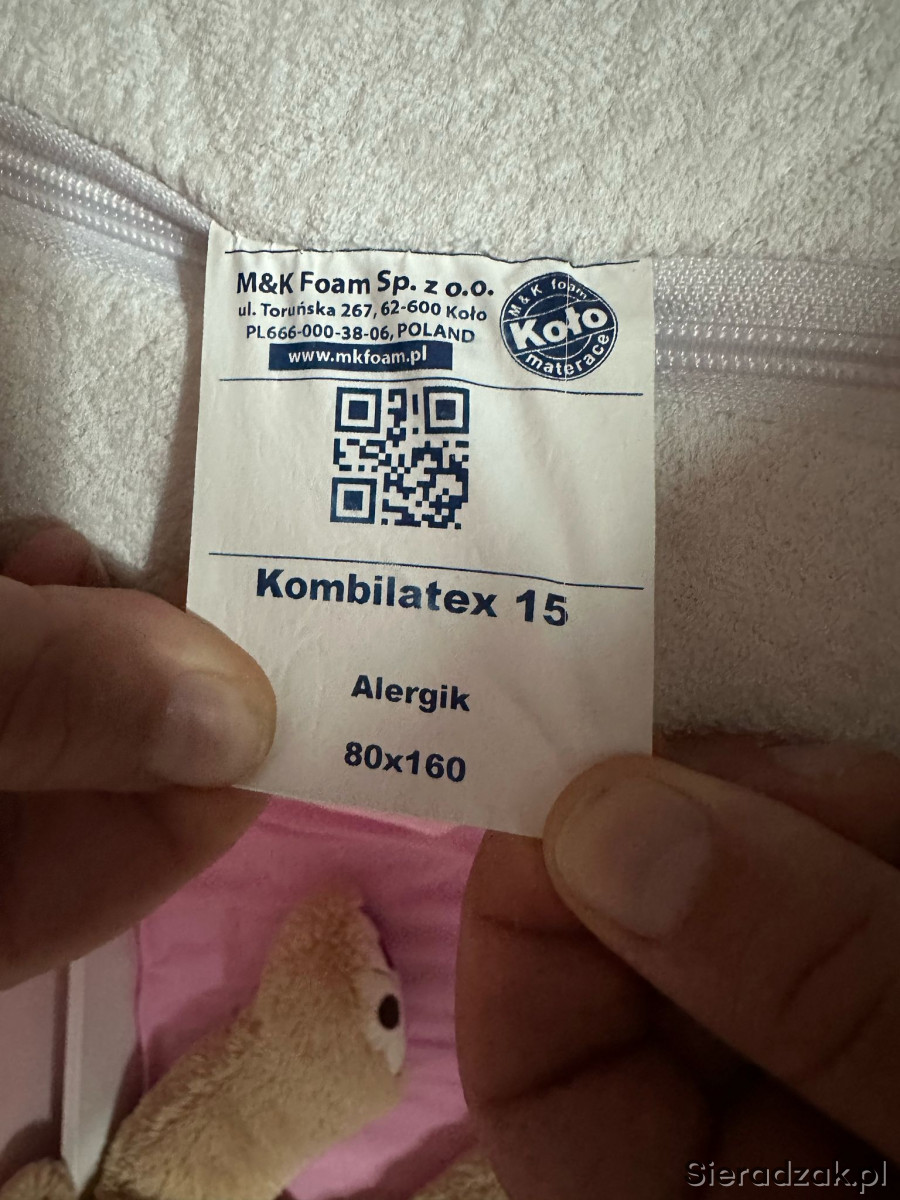 M&K Foam Sp. z o.o.
ul. Toruńska 267, 62-600 Koło
PL666-000-38-06, POLAND
www.mkfoam.pl
M & K foam
Koło
materace
Kombilatex 15
Alergik
80x160
Sieradzak.pl